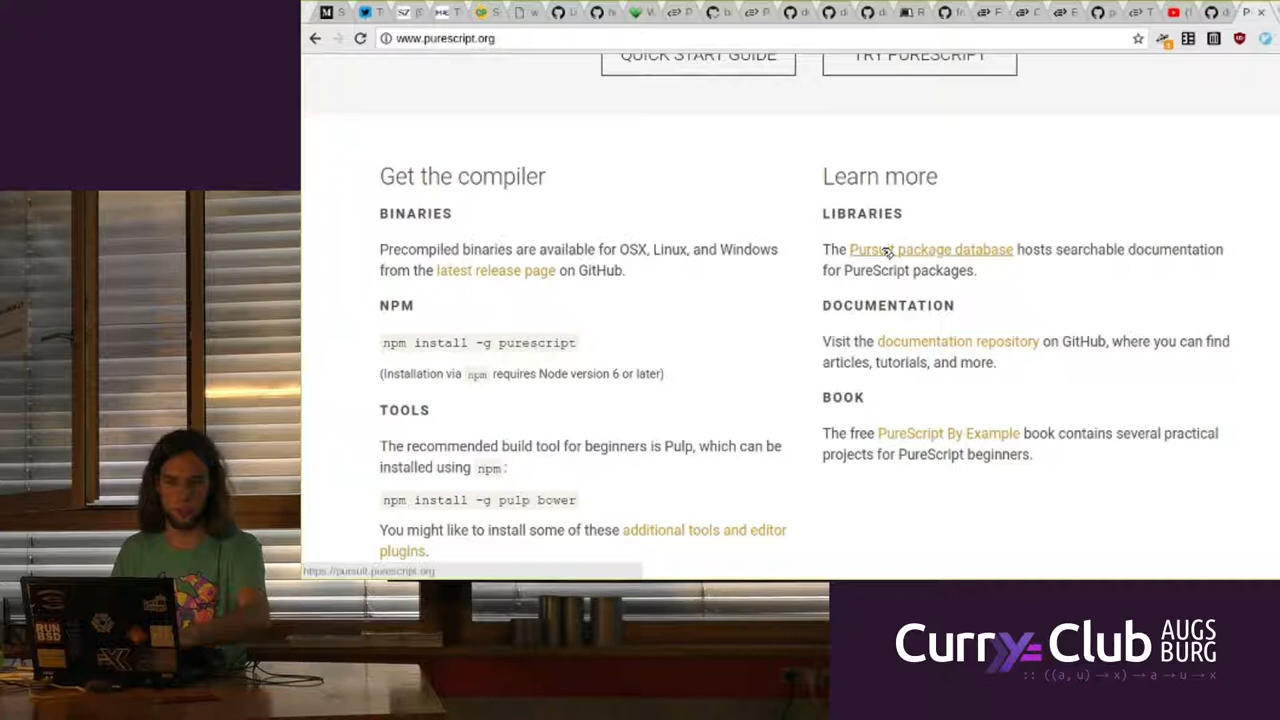 www.purescript.org
QUICK START GUIDE
TRY PURESCRIPT
Get the compiler
BINARIES
Precompiled binaries are available for OSX, Linux, and Windows
from the latest release page on GitHub.
NPM
npm install -g purescript
(Installation via npm requires Node version 6 or later)
TOOLS
The recommended build tool for beginners is Pulp, which can be
installed using npm:
npm install -g pulp bower
You might like to install some of these additional tools and editor
plugins.
Learn more
LIBRARIES
The Pursuit package database hosts searchable documentation
for PureScript packages.
DOCUMENTATION
Visit the documentation repository on GitHub, where you can find
articles, tutorials, and more.
BOOK
The free PureScript By Example book contains several practical
projects for PureScript beginners.
https://pursuit.purescript.org
RUN
BSD
Curry Club AUGS
BURG
:: ((a, u) → x) → a → u → x